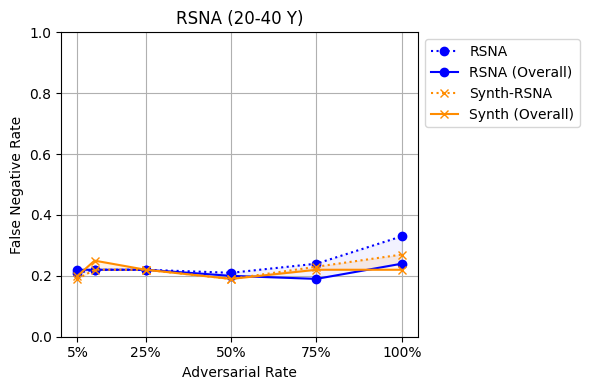 RSNA (20-40 Y)
1.0
0.8
0.6
0.4
0.2
0.0
False Negative Rate
5%
25%
50%
75%
100%
Adversarial Rate
RSNA
RSNA (Overall)
Synth-RSNA
Synth (Overall)